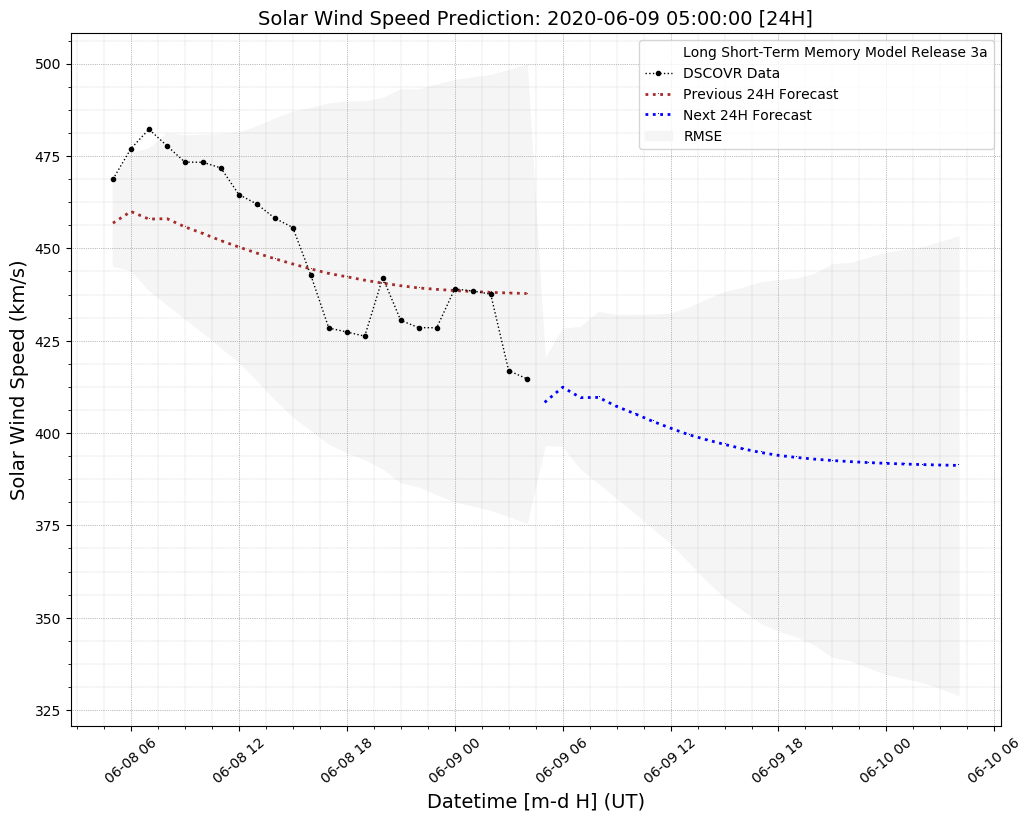 Solar Wind Speed Prediction: 2020-06-09 05:00:00 [24H]
Long Short-Term Memory Model Release 3a
DSCOVR Data
Previous 24H Forecast
Next 24H Forecast
RMSE
Solar Wind Speed (km/s)
500
475
450
425
400
375
350
325
06-08 06
06-08 12
06-08 18
06-09 00
06-09 06
06-09 12
06-09 18
06-10 00
06-10 06
Datetime [m-d H] (UT)